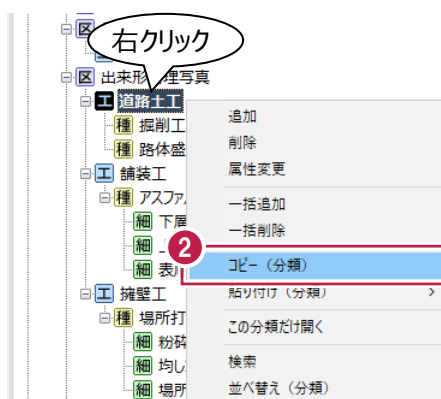 区
右クリック
区 出来形 理写真
工 道路土工
種 掘削工
種 路体盛
工 舗装工
種 アスファ
細 下層
細
細 表
工 擁壁工
種 場所打
細 粉砕
細 均し
細 場所
追加
削除
属性変更
一括追加
一括削除
2
コピー（分類）
貼り付け（分類）
この分類だけ開く
検索
並べ替え（分類）